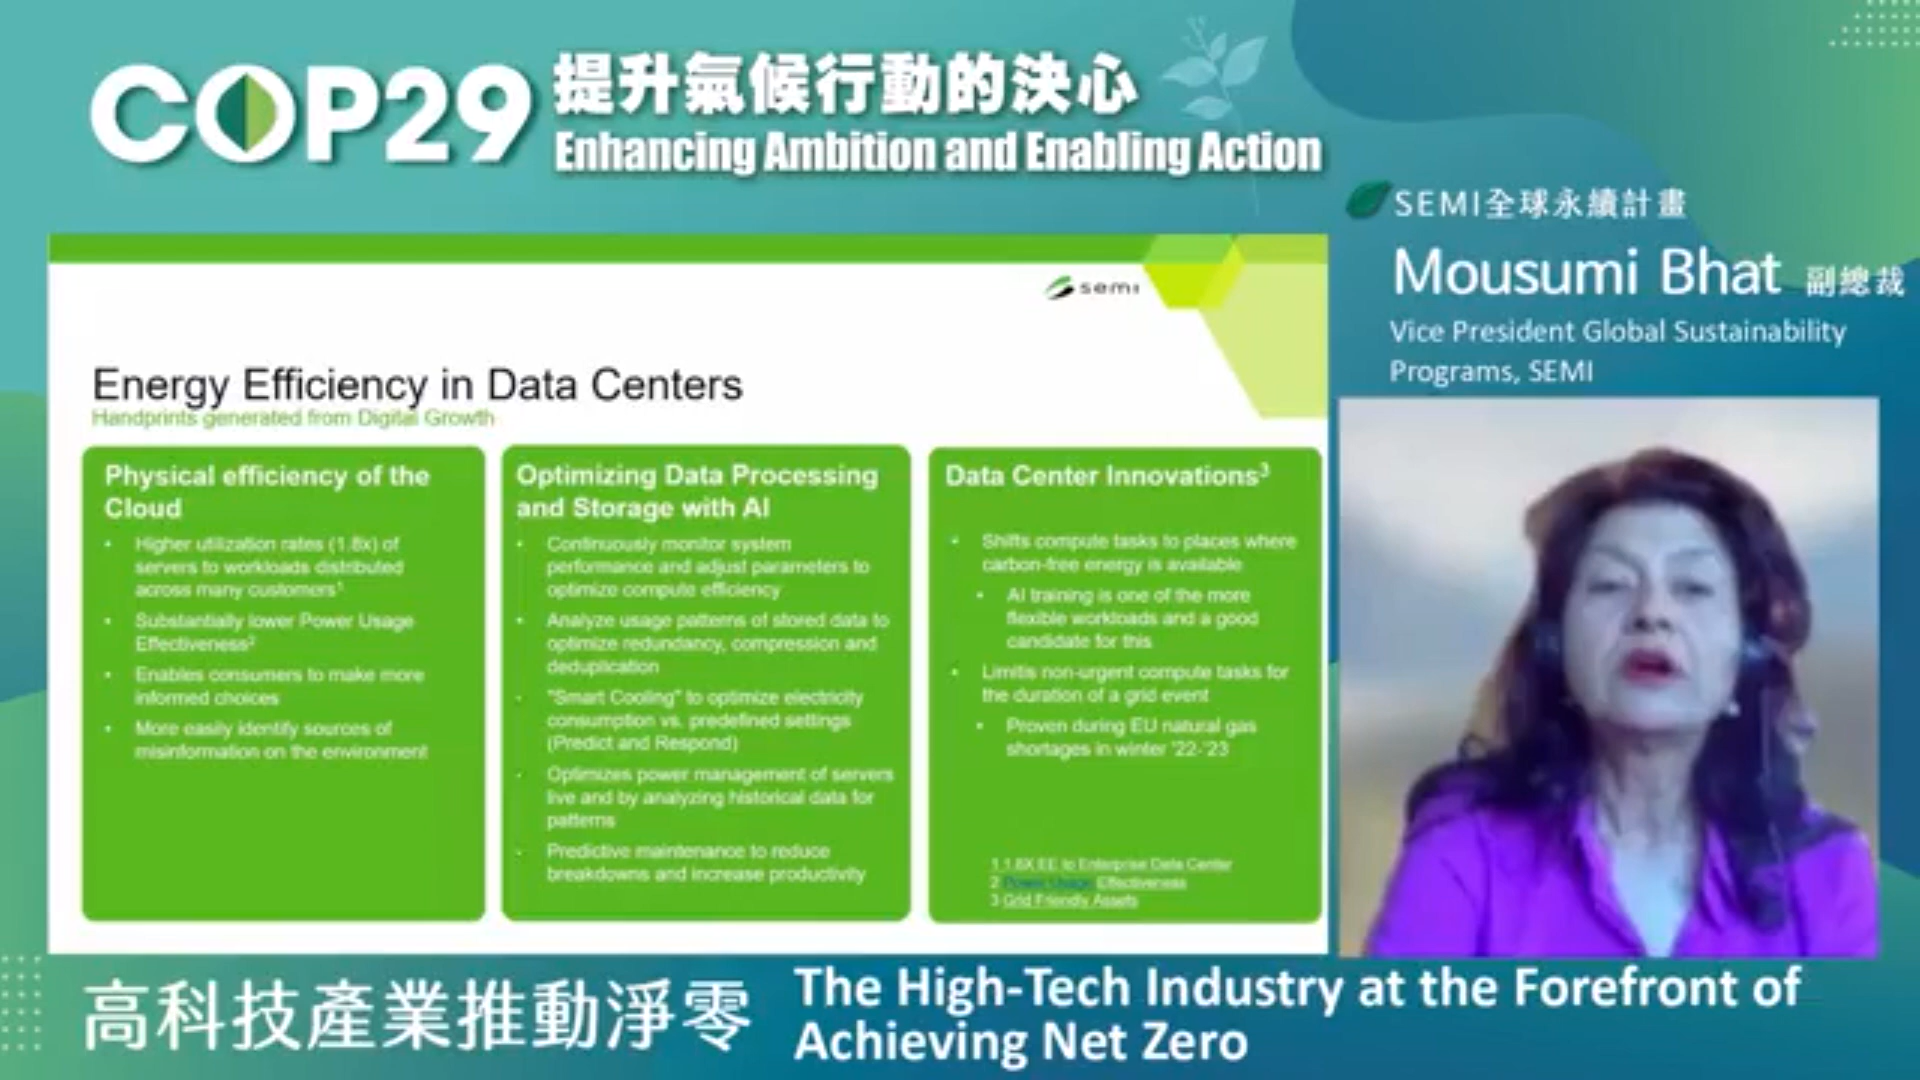 COP29
提升氣候行動的決心
Enhancing Ambition and Enabling Action
SEMI全球永續計畫
Mousumi Bhat 副總裁
Vice President Global Sustainability
Programs, SEMI
semi
Energy Efficiency in Data Centers
Handprints generated from Digital Growth
Physical efficiency of the
Cloud
• Higher utilization rates (1.8x) of
servers to workloads distributed
across many customers1
• Substantially lower Power Usage
Effectiveness2
• Enables consumers to make more
informed choices
• More easily identify sources of
misinformation on the environment
Optimizing Data Processing
and Storage with AI
• Continuously monitor system
performance and adjust parameters to
optimize compute efficiency
• Analyze usage patterns of stored data to
optimize redundancy, compression and
deduplication
• "Smart Cooling" to optimize electricity
consumption vs. predefined settings
(Predict and Respond)
• Optimizes power management of servers
live and by analyzing historical data for
patterns
• Predictive maintenance to reduce
breakdowns and increase productivity
Data Center Innovations3
• Shifts compute tasks to places where
carbon-free energy is available
• AI training is one of the more
flexible workloads and a good
candidate for this
• Limitis non-urgent compute tasks for
the duration of a grid event
• Proven during EU natural gas
shortages in winter '22-'23
1 1.8X EE to Enterprise Data Center
2 Power Usage Effectiveness
3 Grid Friendly Assets
高科技產業推動淨零
The High-Tech Industry at the Forefront of
Achieving Net Zero